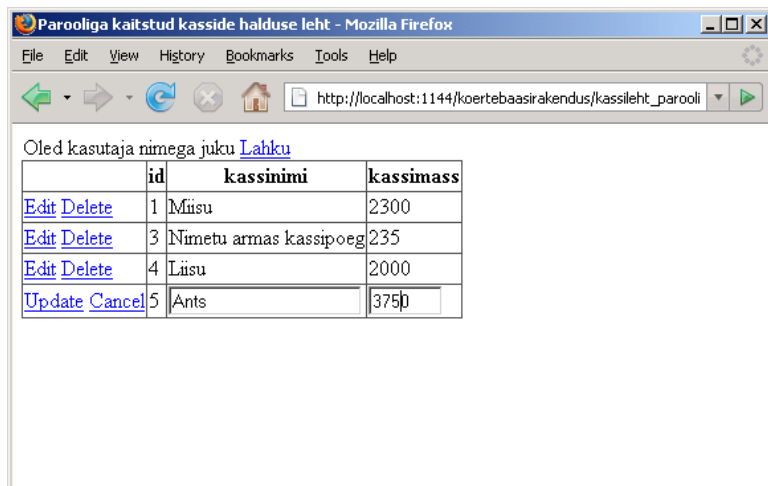 Parooliga kaitstud kasside halduse leht - Mozilla Firefox
File Edit View History Bookmarks Tools Help
http://localhost:1144/koertebaasirakendus/kassileht_parooli
Oled kasutaja nimega juku Lahku
id kassinimi kassimass
Edit Delete 1 Miisu 2300
Edit Delete 3 Nimetu armas kassipoeg 235
Edit Delete 4 Liisu 2000
Update Cancel 5 Ants 3750